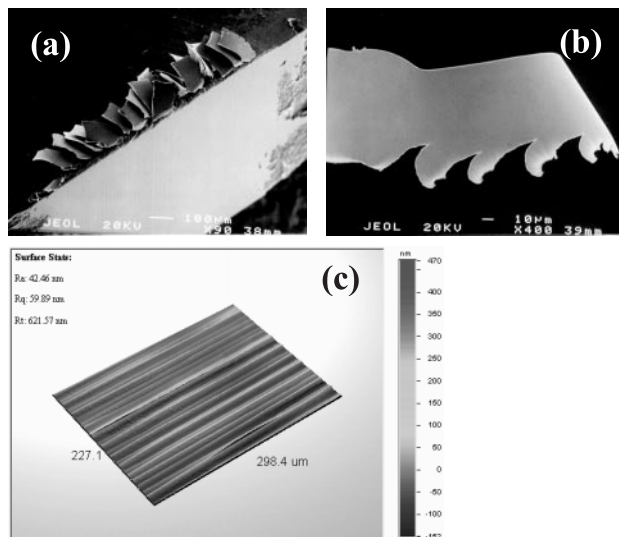 (a)
JEOL 20KV 100µm
X90 38mm
(b)
JEOL 20KV 10µm
X400 39mm
Surface Stats:
Ra: 42.46 nm
Rq: 59.89 nm
Rt: 621.57 nm
(c)
227.1
298.4 um
nm
470
400
350
300
250
200
150
100
50
0
-50
-100
-152